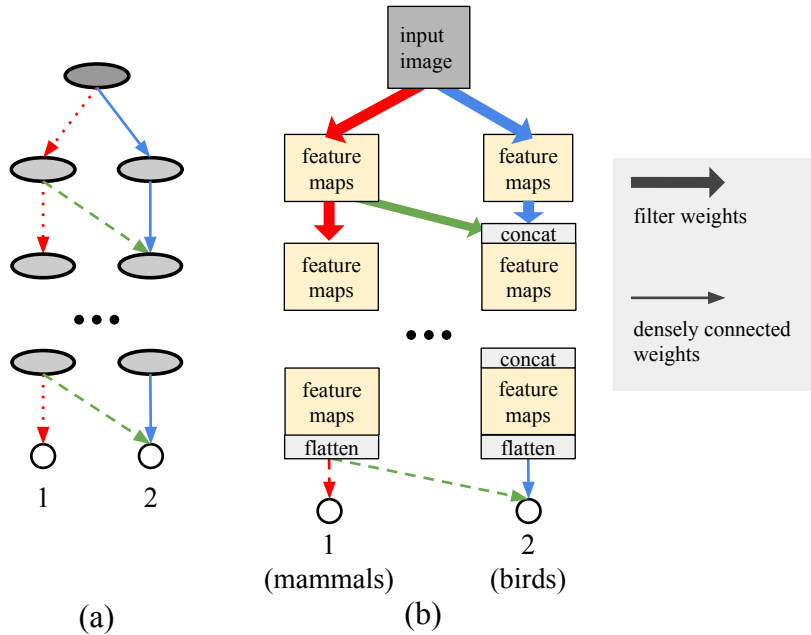 input
image
feature
maps
feature
maps
concat
feature
maps
feature
maps
filter weights
densely connected
weights
concat
feature
maps
flatten
feature
maps
flatten
1
2
1
(mammals)
2
(birds)
(a)
(b)